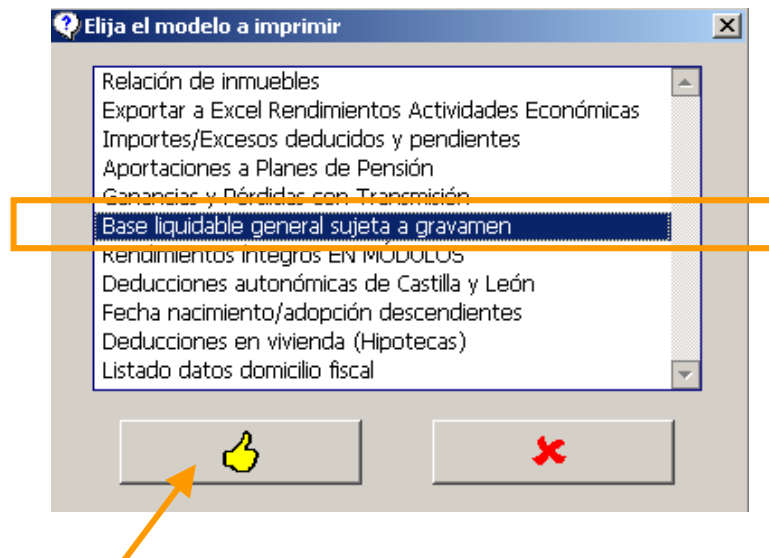 Elija el modelo a imprimir
Relación de inmuebles
Exportar a Excel Rendimientos Actividades Económicas
Importes/Excesos deducidos y pendientes
Aportaciones a Planes de Pensión
Ganancias y Pérdidas con Transmisión
Base liquidable general sujeta a gravamen
Rendimientos íntegros EN MÓDULOS
Deducciones autonómicas de Castilla y León
Fecha nacimiento/adopción descendientes
Deducciones en vivienda (Hipotecas)
Listado datos domicilio fiscal